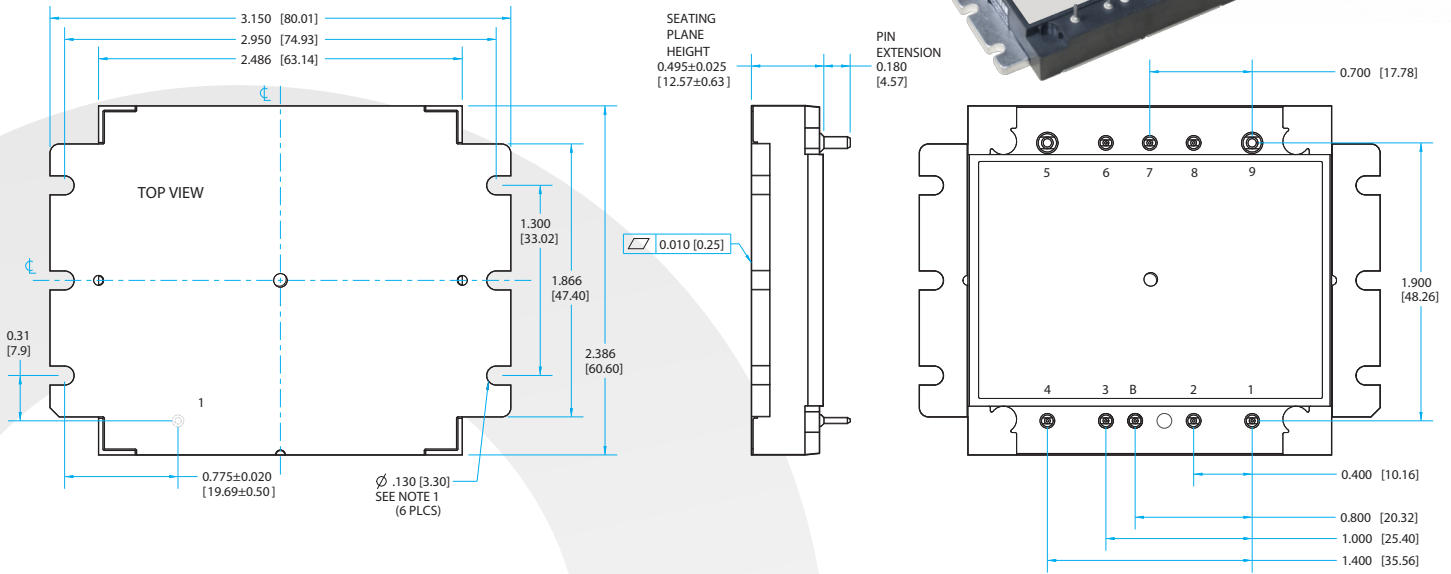 3.150 [80.01]
2.950 [74.93]
2.486 [63.14]
℄
℄
TOP VIEW
1.300
[33.02]
1.866
[47.40]
2.386
[60.60]
0.31
[7.9]
1
0.775±0.020
[19.69±0.50]
Ø .130 [3.30]
SEE NOTE 1
(6 PLCS)
SEATING
PLANE
HEIGHT
0.495±0.025
[12.57±0.63]
PIN
EXTENSION
0.180
[4.57]
⏥ 0.010 [0.25]
0.700 [17.78]
5 6 7 8 9
1.900
[48.26]
4 3 B 2 1
0.400 [10.16]
0.800 [20.32]
1.000 [25.40]
1.400 [35.56]